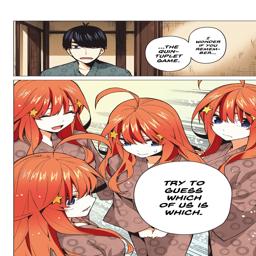 ...THE
QUIN-
TUPLET
GAME.
I
WONDER
IF YOU
REMEM-
BER...
TRY TO
GUESS
WHICH
OF US IS
WHICH.